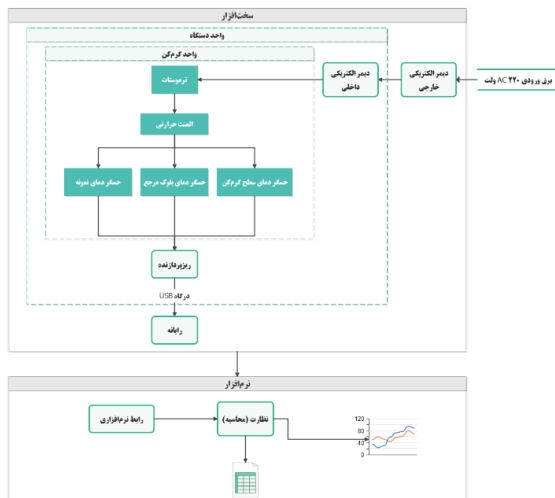 سخت‌افزار
واحد دستگاه
واحد گرم‌کن
برق ورودی AC ۲۲۰ ولت
دیمر الکتریکی
خارجی
دیمر الکتریکی
داخلی
ترموستات
المنت حرارتی
حسگر دمای سطح گرم‌کن
حسگر دمای بلوک مرجع
حسگر دمای نمونه
ریزپردازنده
درگاه USB
رایانه
نرم‌افزار
رابط نرم‌افزاری
نظارت (محاسبه)
120
80
40
0